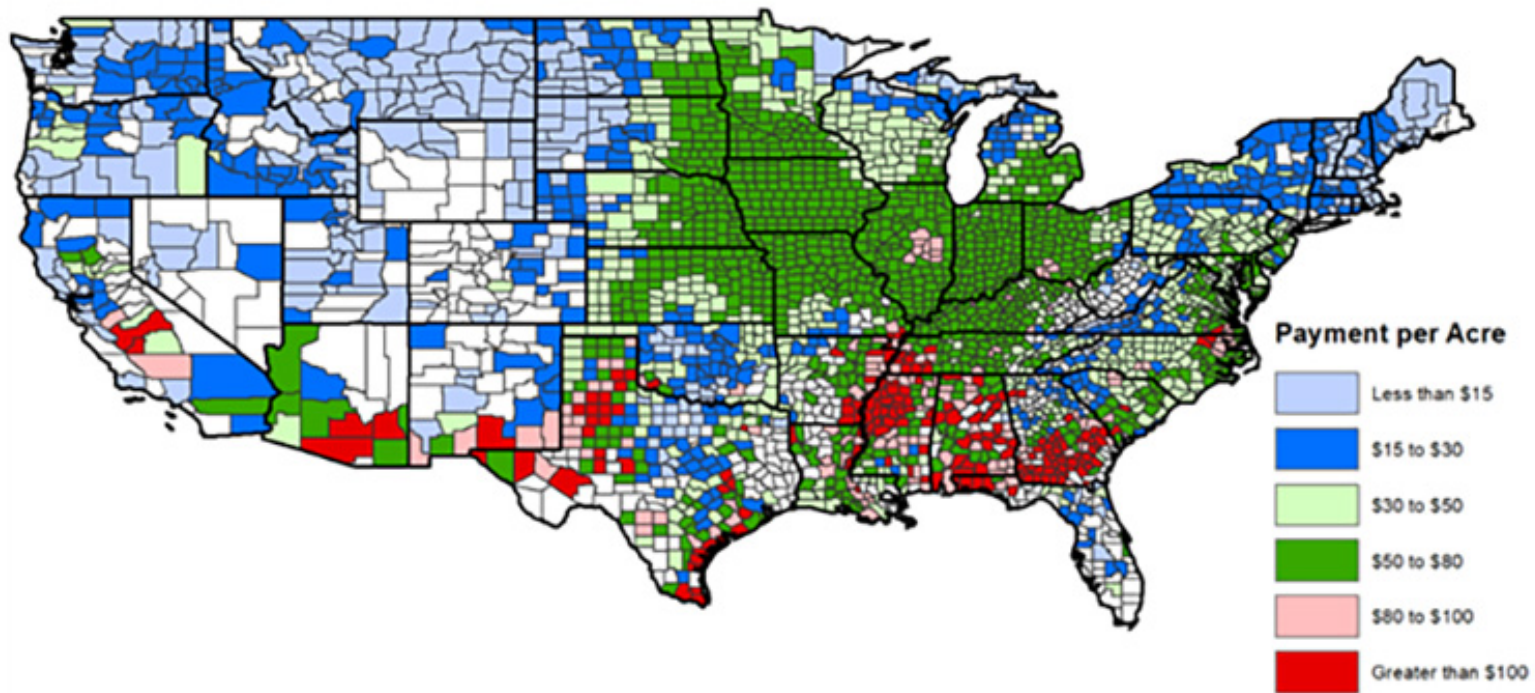 Payment per Acre
Less than $15
$15 to $30
$30 to $50
$50 to $80
$80 to $100
Greater than $100